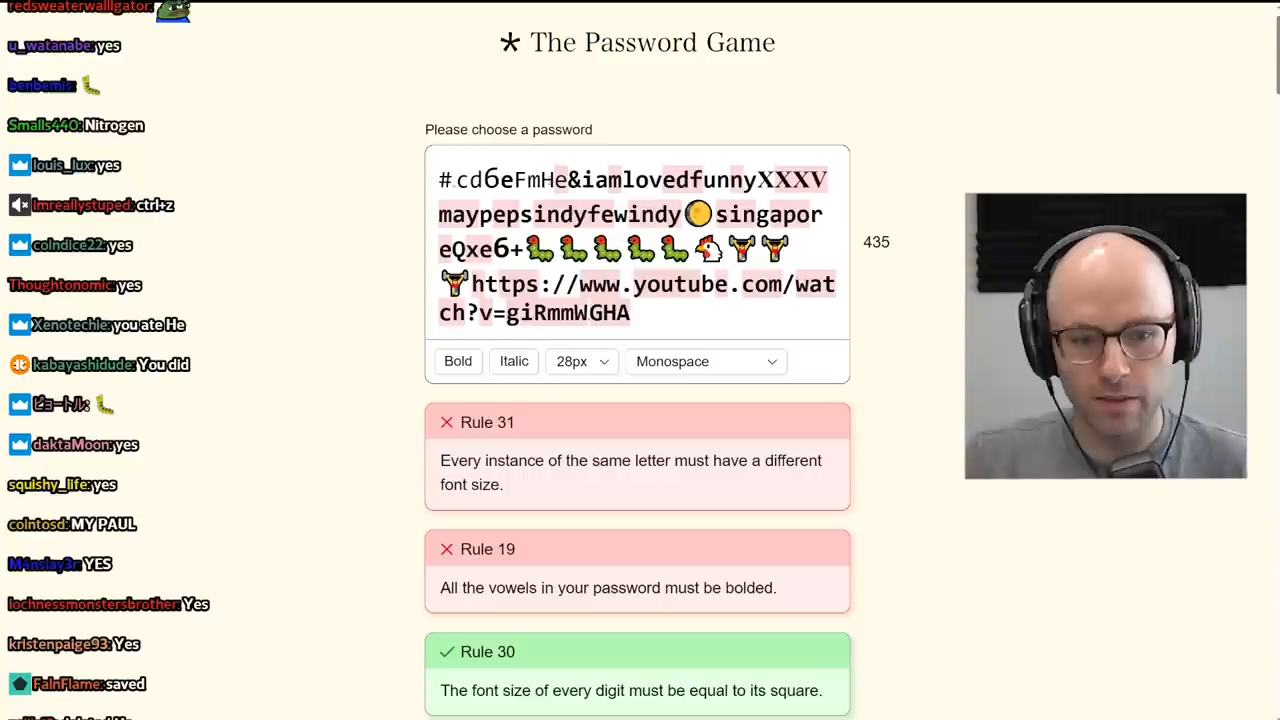 redsweaterwalligator:
u_watanabe: yes
benbemis: 🐛
Smalls440: Nitrogen
louis_lux: yes
Imreallystuped: ctrl+z
coindice22: yes
Thoughtonomic: yes
Xenotechie: you ate He
kabayashidude: You did
ピョートル: 🐛
daktaMoon: yes
squishy_life: yes
colntosd: MY PAUL
M4nslay3r: YES
lochnessmonstersbrother: Yes
kristenpaige93: Yes
FalnFlame: saved
* The Password Game
Please choose a password
#.cd6eFmHe&iamlovedfunnyXXXV
maypepsindyfewindy🌕singapor
eQxe6+🐛🐛🐛🐛🐛🐔🏋️‍♂️🏋️‍♂️
🏋️‍♂️https://www.youtube.com/wat
ch?v=giRmmWGHA
435
Bold Italic 28px Monospace
Rule 31
Every instance of the same letter must have a different
font size.
Rule 19
All the vowels in your password must be bolded.
Rule 30
The font size of every digit must be equal to its square.